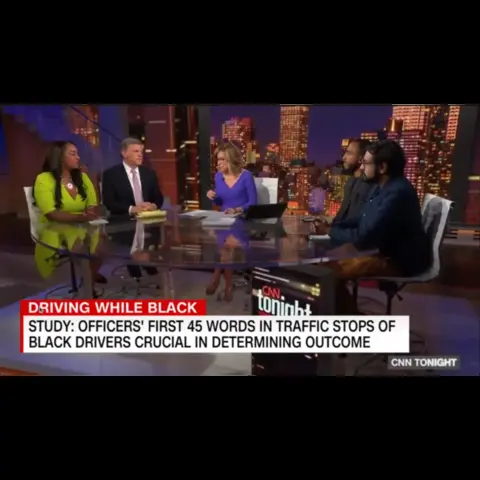 CNN
tonight
DRIVING WHILE BLACK
STUDY: OFFICERS' FIRST 45 WORDS IN TRAFFIC STOPS OF
BLACK DRIVERS CRUCIAL IN DETERMINING OUTCOME
CNN TONIGHT
CNN